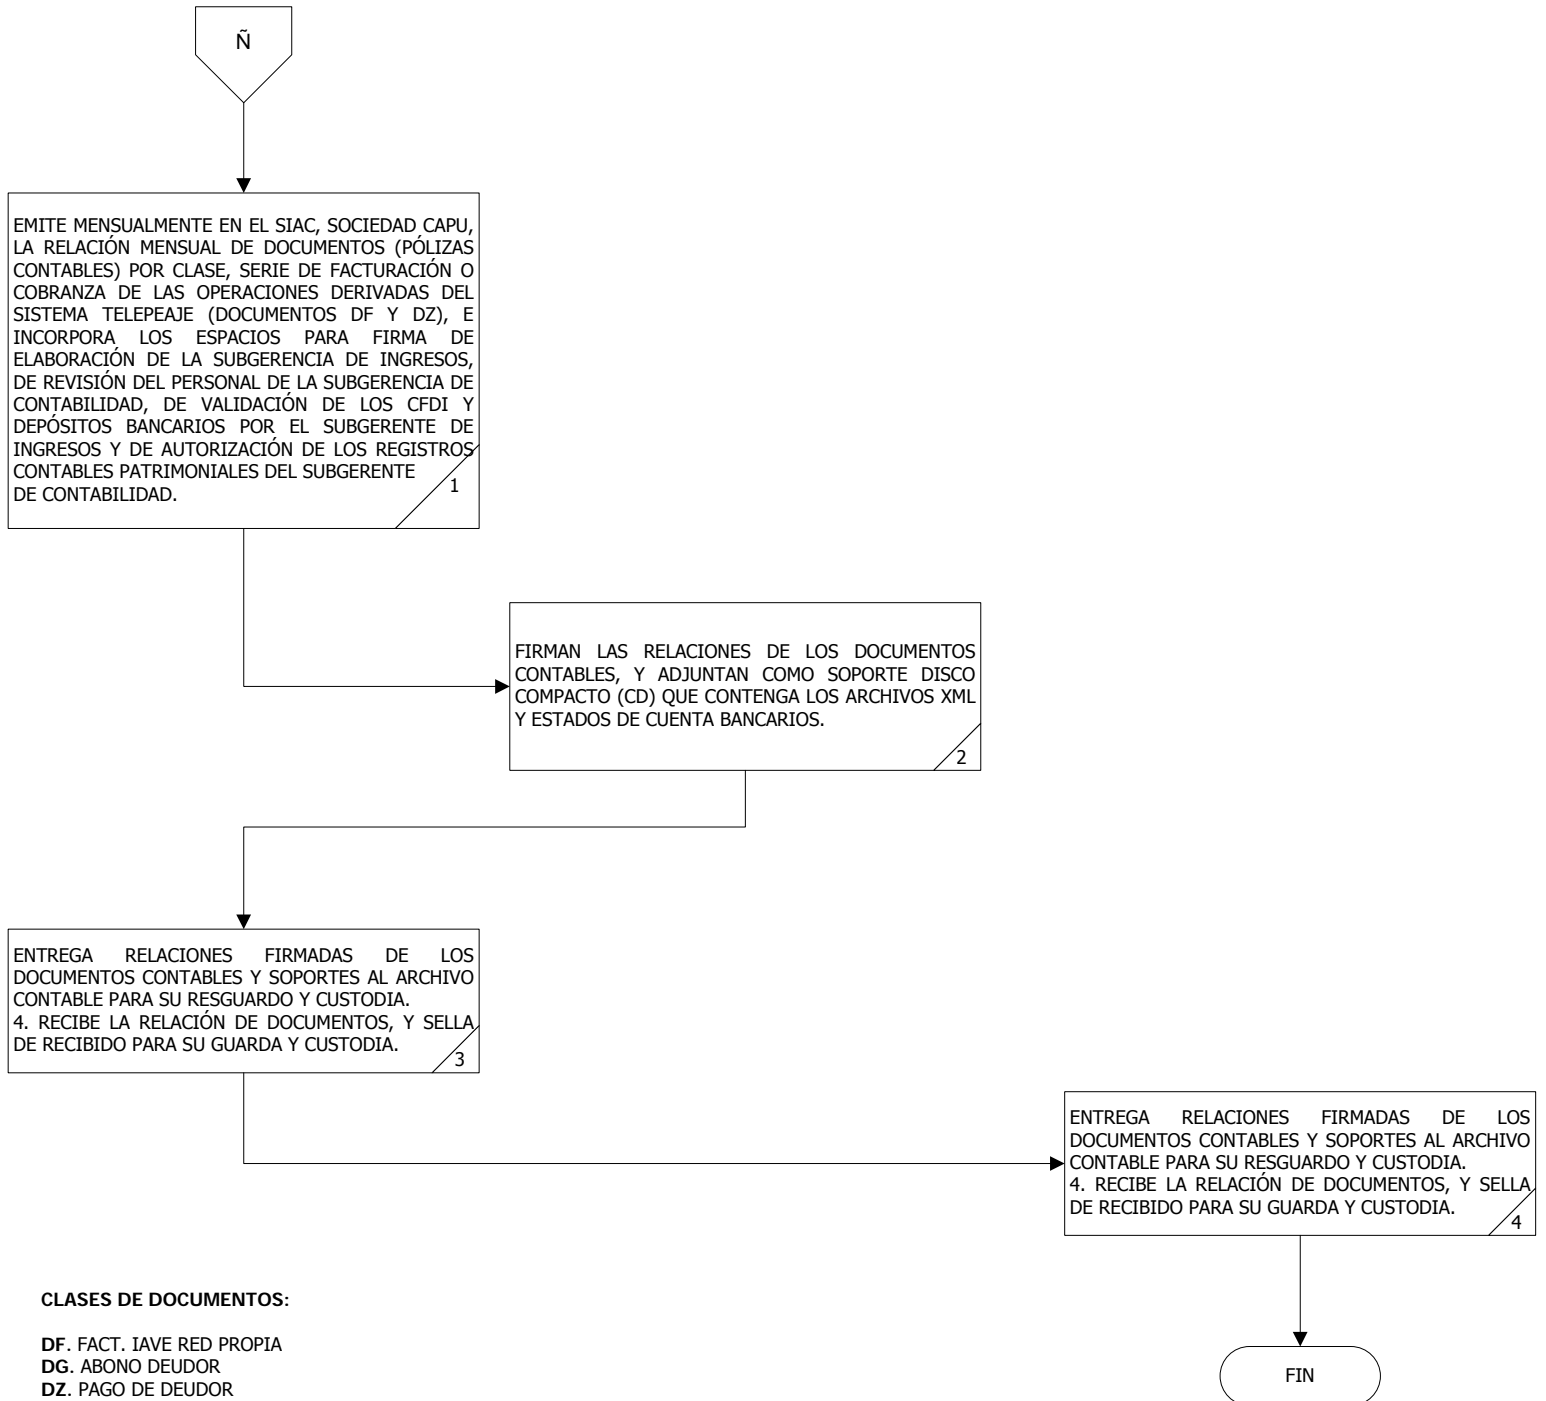 Ñ
EMITE MENSUALMENTE EN EL SIAC, SOCIEDAD CAPU,
LA RELACIÓN MENSUAL DE DOCUMENTOS (PÓLIZAS
CONTABLES) POR CLASE, SERIE DE FACTURACIÓN O
COBRANZA DE LAS OPERACIONES DERIVADAS DEL
SISTEMA TELEPEAJE (DOCUMENTOS DF Y DZ), E
INCORPORA LOS ESPACIOS PARA FIRMA DE
ELABORACIÓN DE LA SUBGERENCIA DE INGRESOS,
DE REVISIÓN DEL PERSONAL DE LA SUBGERENCIA DE
CONTABILIDAD, DE VALIDACIÓN DE LOS CFDI Y
DEPÓSITOS BANCARIOS POR EL SUBGERENTE DE
INGRESOS Y DE AUTORIZACIÓN DE LOS REGISTROS
CONTABLES PATRIMONIALES DEL SUBGERENTE
DE CONTABILIDAD.
1
FIRMAN LAS RELACIONES DE LOS DOCUMENTOS
CONTABLES, Y ADJUNTAN COMO SOPORTE DISCO
COMPACTO (CD) QUE CONTENGA LOS ARCHIVOS XML
Y ESTADOS DE CUENTA BANCARIOS.
2
ENTREGA RELACIONES FIRMADAS DE LOS
DOCUMENTOS CONTABLES Y SOPORTES AL ARCHIVO
CONTABLE PARA SU RESGUARDO Y CUSTODIA.
4. RECIBE LA RELACIÓN DE DOCUMENTOS, Y SELLA
DE RECIBIDO PARA SU GUARDA Y CUSTODIA.
3
ENTREGA RELACIONES FIRMADAS DE LOS
DOCUMENTOS CONTABLES Y SOPORTES AL ARCHIVO
CONTABLE PARA SU RESGUARDO Y CUSTODIA.
4. RECIBE LA RELACIÓN DE DOCUMENTOS, Y SELLA
DE RECIBIDO PARA SU GUARDA Y CUSTODIA.
4
FIN
CLASES DE DOCUMENTOS:
DF. FACT. IAVE RED PROPIA
DG. ABONO DEUDOR
DZ. PAGO DE DEUDOR